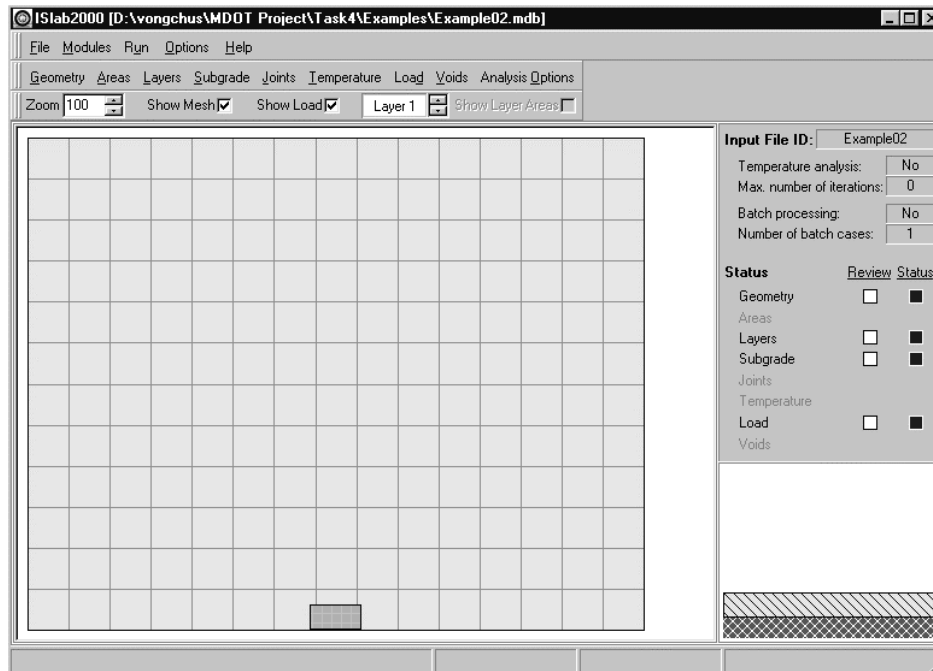 ISlab2000 [D:\vongchus\MDOT Project\Task4\Examples\Example02.mdb]
File Modules Run Options Help
Geometry Areas Layers Subgrade Joints Temperature Load Voids Analysis Options
Zoom 100 Show Mesh Show Load Layer 1 Show Layer Areas
Input File ID: Example02
Temperature analysis: No
Max. number of iterations: 0
Batch processing: No
Number of batch cases: 1
Status Review Status
Geometry
Areas
Layers
Subgrade
Joints
Temperature
Load
Voids